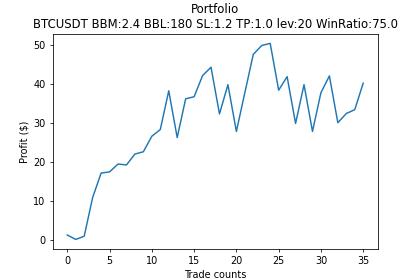 Portfolio
BTCUSDT BBM:2.4 BBL:180 SL:1.2 TP:1.0 lev:20 WinRatio:75.0
50
40
30
20
10
0
Profit ($)
0 5 10 15 20 25 30 35
Trade counts